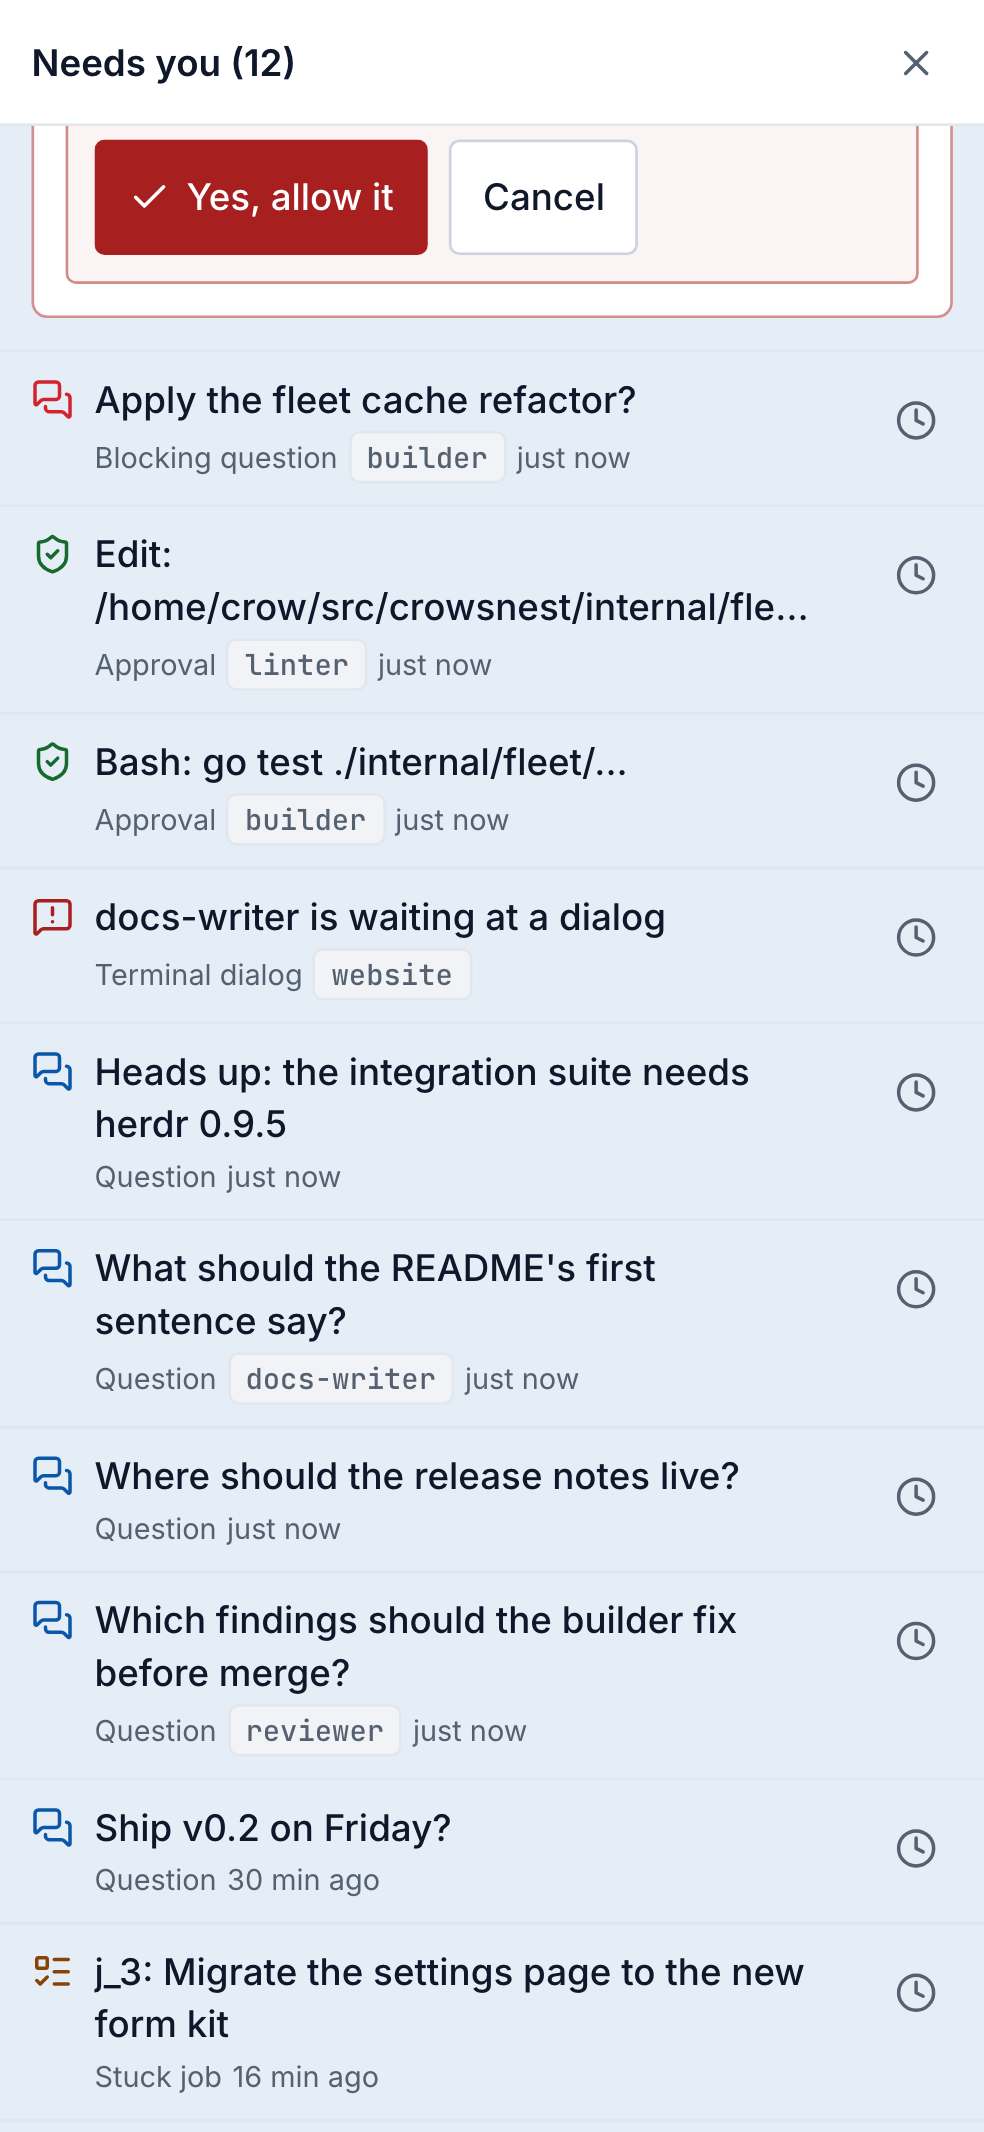 Needs you (12)
Yes, allow it
Cancel
Apply the fleet cache refactor?
Blocking question builder just now
Edit:
/home/crow/src/crowsnest/internal/fle...
Approval linter just now
Bash: go test ./internal/fleet/...
Approval builder just now
docs-writer is waiting at a dialog
Terminal dialog website
Heads up: the integration suite needs
herdr 0.9.5
Question just now
What should the README's first
sentence say?
Question docs-writer just now
Where should the release notes live?
Question just now
Which findings should the builder fix
before merge?
Question reviewer just now
Ship v0.2 on Friday?
Question 30 min ago
j_3: Migrate the settings page to the new
form kit
Stuck job 16 min ago